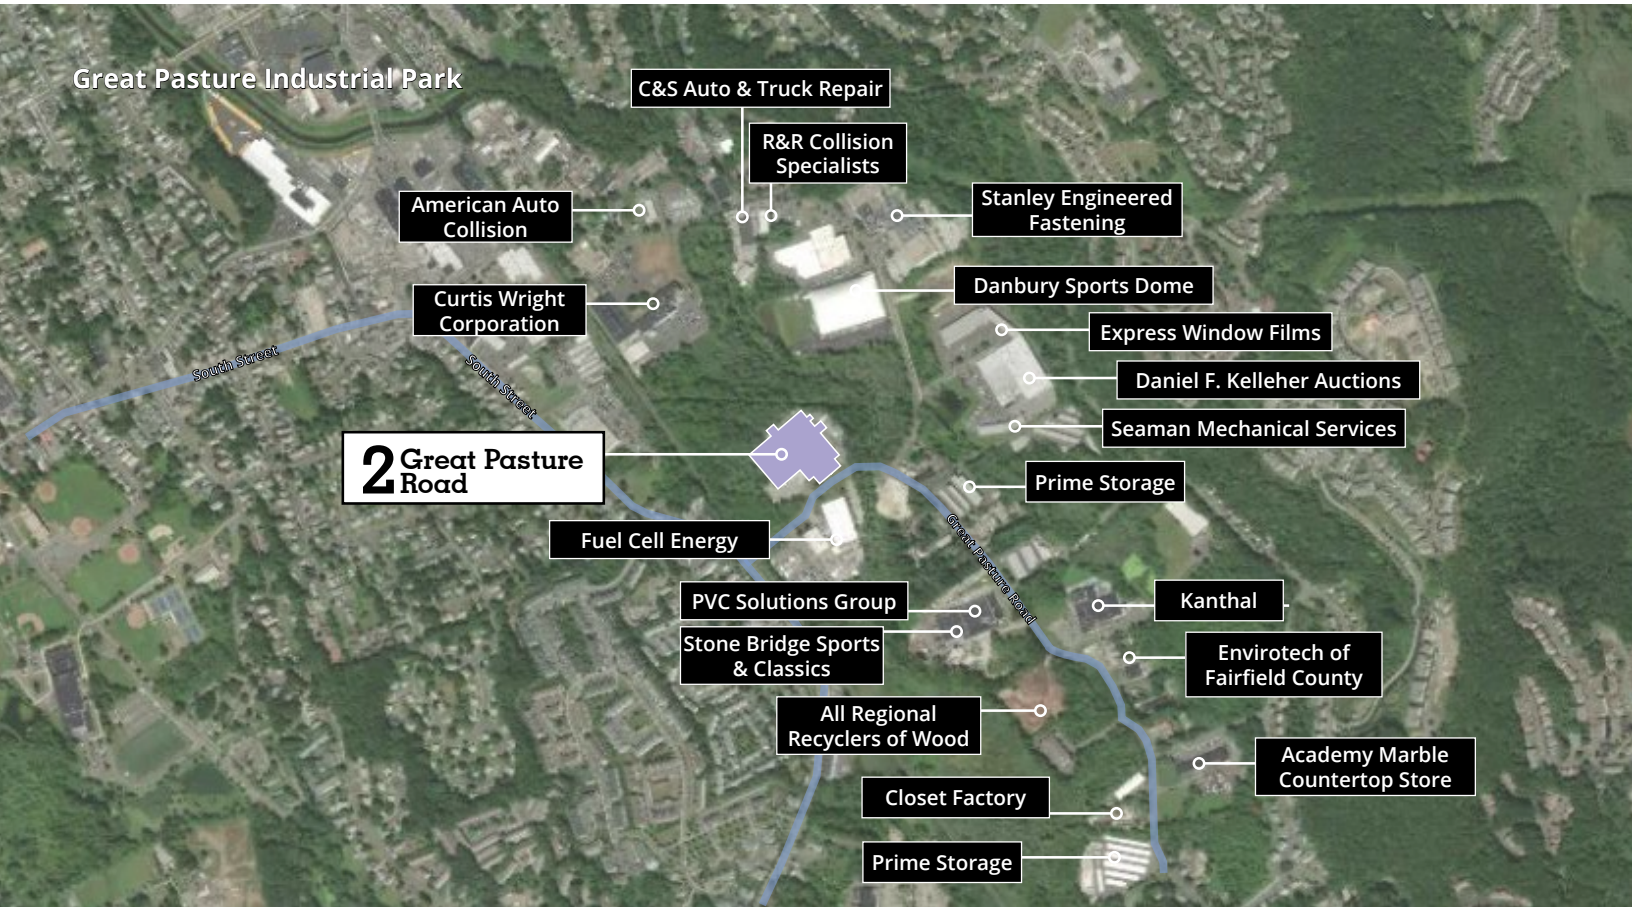 Great Pasture Industrial Park
C&S Auto & Truck Repair
R&R Collision
Specialists
American Auto
Collision
Stanley Engineered
Fastening
Danbury Sports Dome
Curtis Wright
Corporation
Express Window Films
South Street
South Street
Daniel F. Kelleher Auctions
Seaman Mechanical Services
2 Great Pasture
Road
Prime Storage
Fuel Cell Energy
Great Pasture Road
PVC Solutions Group
Kanthal
Stone Bridge Sports
& Classics
Envirotech of
Fairfield County
All Regional
Recyclers of Wood
Academy Marble
Countertop Store
Closet Factory
Prime Storage